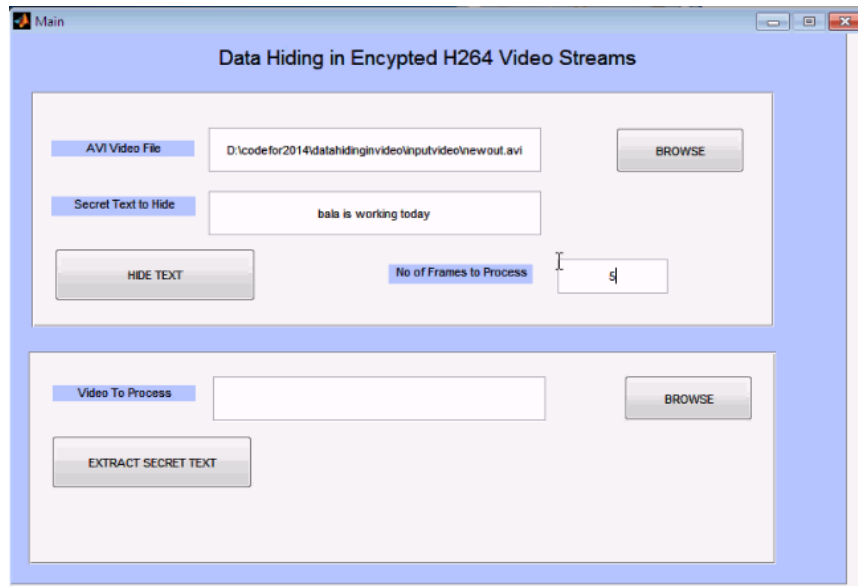 Main
Data Hiding in Encypted H264 Video Streams
AVI Video File
D:\codefor2014\datahidinginvideo\inputvideo\newout.avi
BROWSE
Secret Text to Hide
bala is working today
HIDE TEXT
No of Frames to Process
5
Video To Process
BROWSE
EXTRACT SECRET TEXT